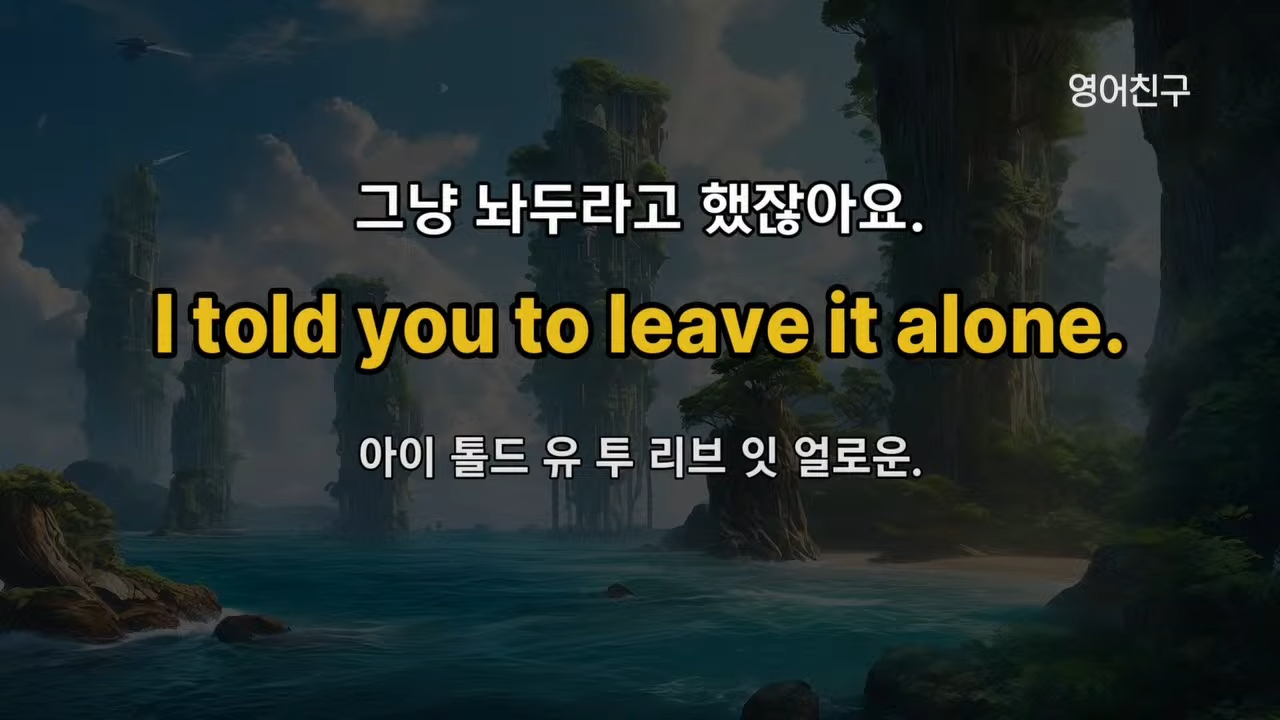 영어친구
그냥 놔두라고 했잖아요.
I told you to leave it alone.
아이 톨드 유 투 리브 잇 얼로운.